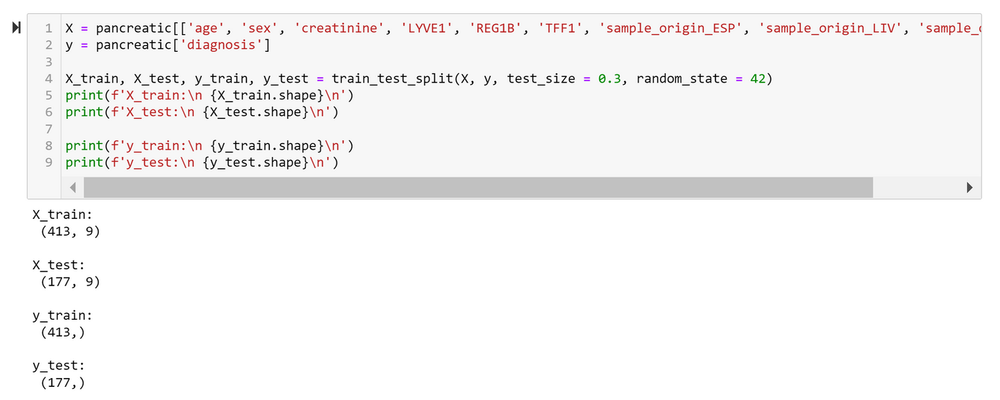 1 X = pancreatic[['age', 'sex', 'creatinine', 'LYVE1', 'REG1B', 'TFF1', 'sample_origin_ESP', 'sample_origin_LIV', 'sample_
2 y = pancreatic['diagnosis']
3
4 X_train, X_test, y_train, y_test = train_test_split(X, y, test_size = 0.3, random_state = 42)
5 print(f'X_train:\n {X_train.shape}\n')
6 print(f'X_test:\n {X_test.shape}\n')
7
8 print(f'y_train:\n {y_train.shape}\n')
9 print(f'y_test:\n {y_test.shape}\n')
X_train:
(413, 9)
X_test:
(177, 9)
y_train:
(413,)
y_test:
(177,)